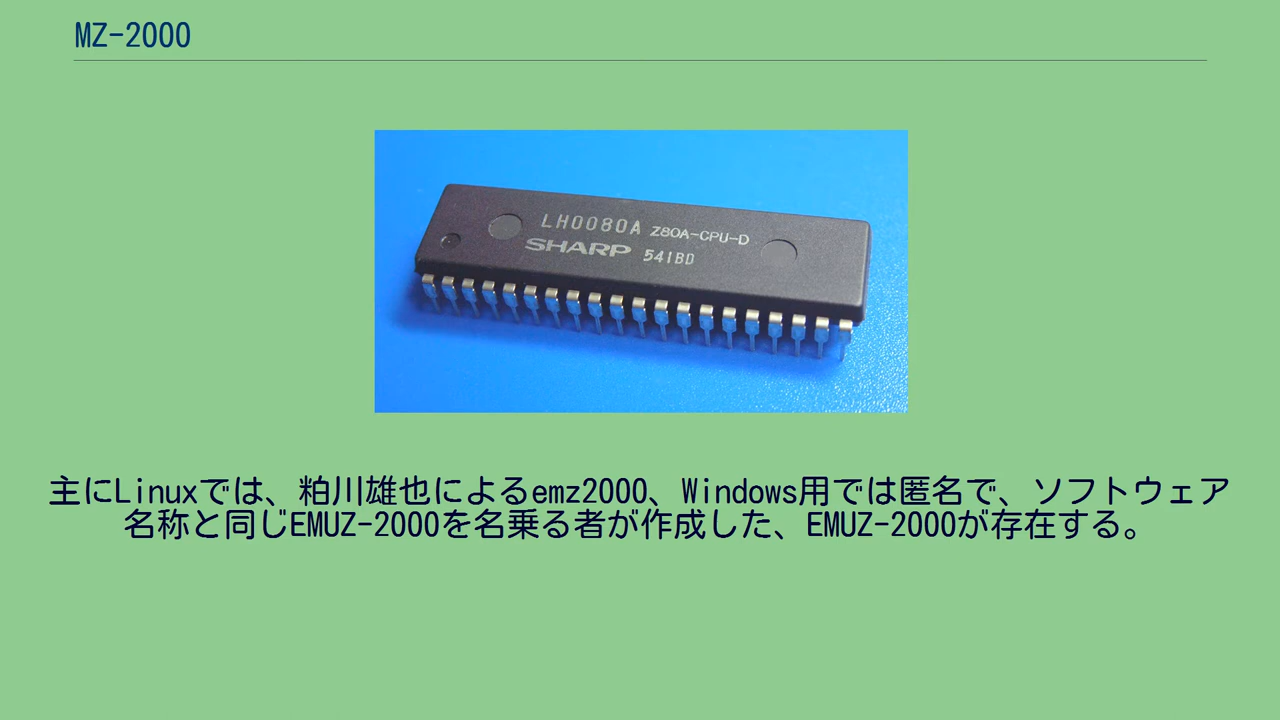 MZ-2000
LH0080A Z80A-CPU-D
SHARP 541BD
主にLinuxでは、粕川雄也によるemz2000、Windows用では匿名で、ソフトウェア
名称と同じEMUZ-2000を名乗る者が作成した、EMUZ-2000が存在する。